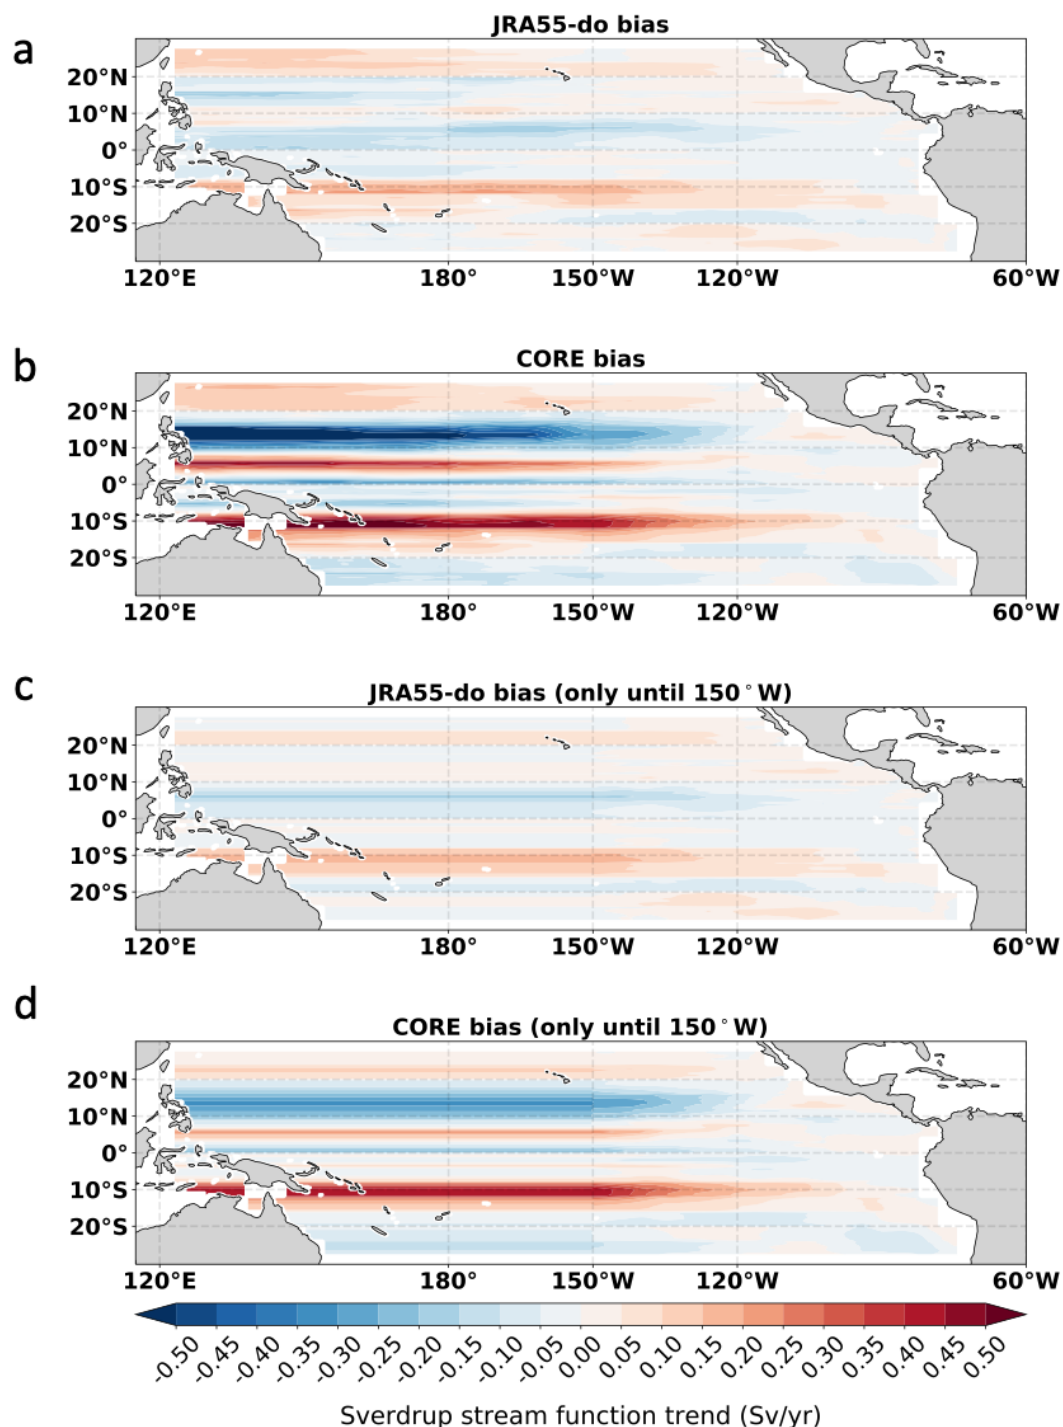 a
JRA55-do bias
20°N
10°N
0°
10°S
20°S
120°E 180° 150°W 120°W 60°W
b
CORE bias
20°N
10°N
0°
10°S
20°S
120°E 180° 150°W 120°W 60°W
c
JRA55-do bias (only until 150°W)
20°N
10°N
0°
10°S
20°S
120°E 180° 150°W 120°W 60°W
d
CORE bias (only until 150°W)
20°N
10°N
0°
10°S
20°S
120°E 180° 150°W 120°W 60°W
-0.50 -0.45 -0.40 -0.35 -0.30 -0.25 -0.20 -0.15 -0.10 -0.05 0.00 0.05 0.10 0.15 0.20 0.25 0.30 0.35 0.40 0.45 0.50
Sverdrup stream function trend (Sv/yr)